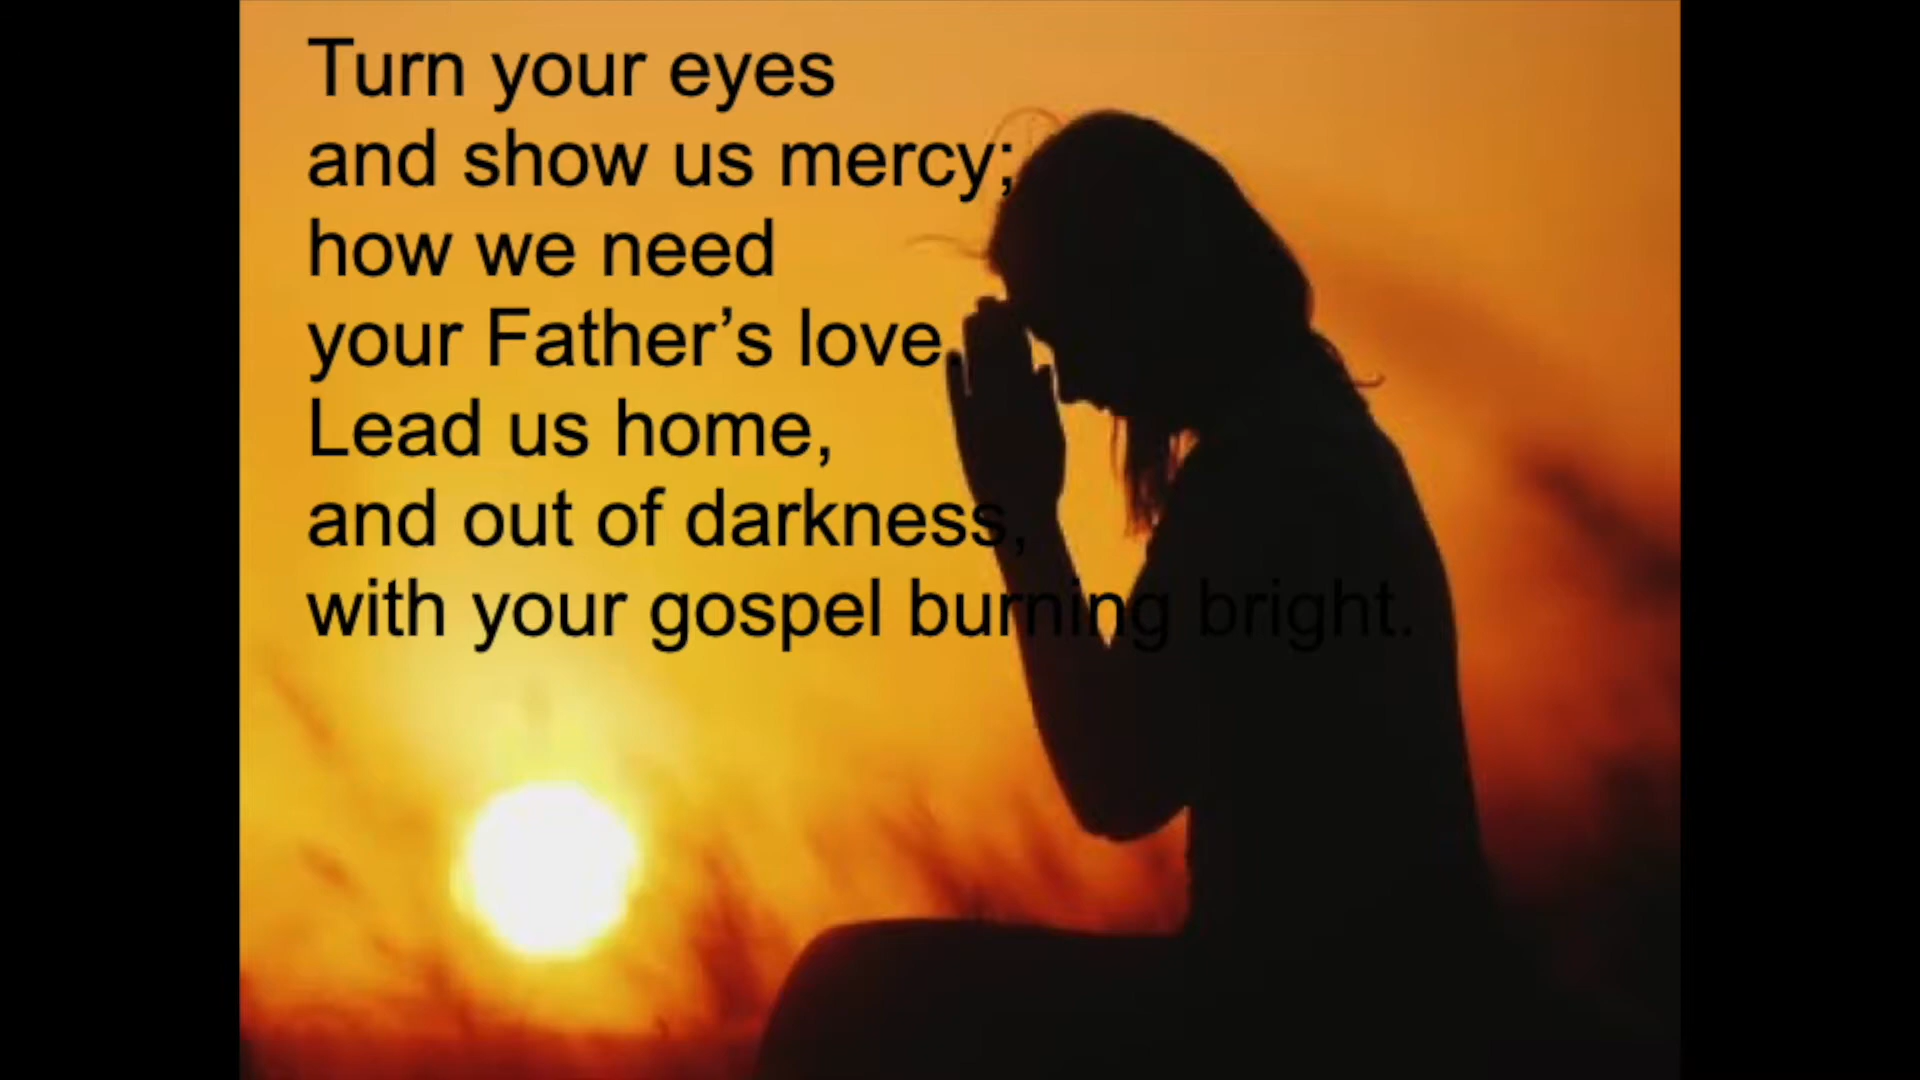 Turn your eyes
and show us mercy;
how we need
your Father’s love.
Lead us home,
and out of darkness,
with your gospel burning bright.